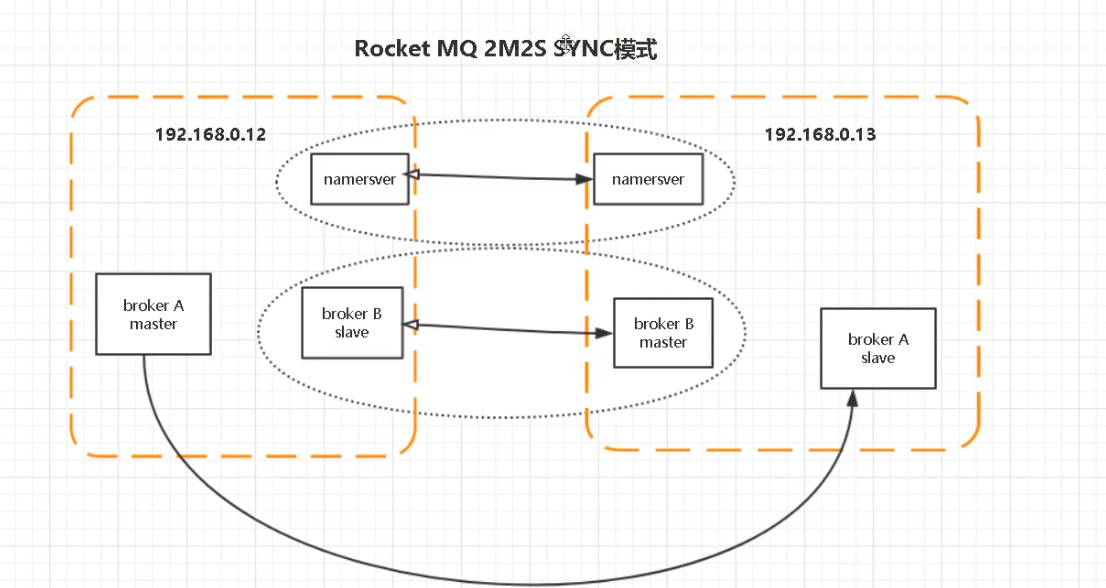 Rocket MQ 2M2S SYNC模式
192.168.0.12
192.168.0.13
namersver
namersver
broker A
master
broker B
slave
broker B
master
broker A
slave